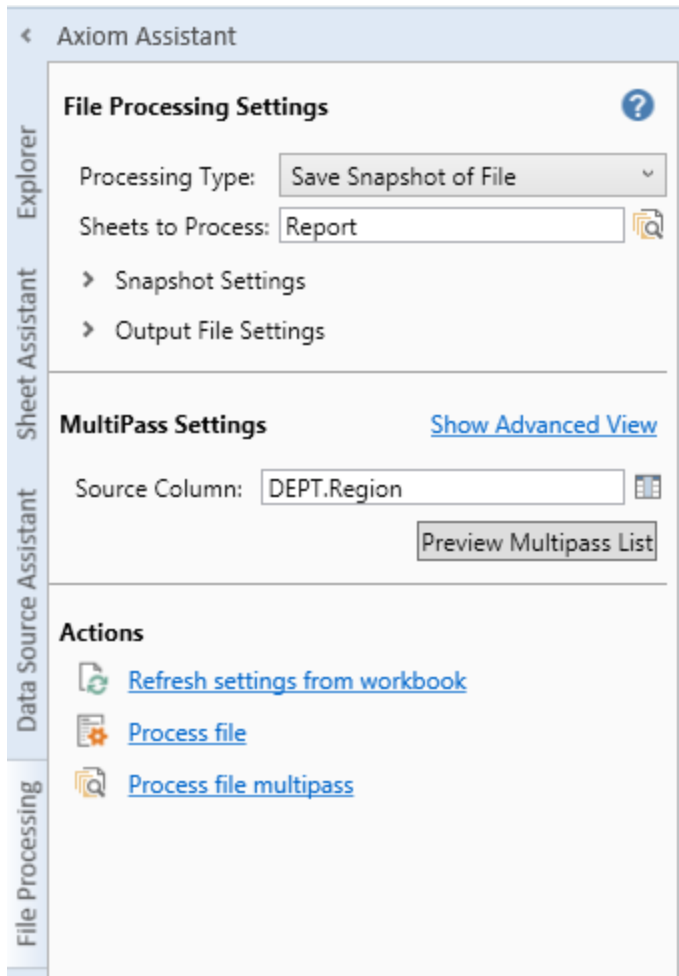 Axiom Assistant
File Processing Settings
?
Processing Type: Save Snapshot of File
Sheets to Process: Report
Snapshot Settings
Output File Settings
MultiPass Settings Show Advanced View
Source Column: DEPT.Region
Preview Multipass List
Actions
Refresh settings from workbook
Process file
Process file multipass
Explorer
Sheet Assistant
Data Source Assistant
File Processing